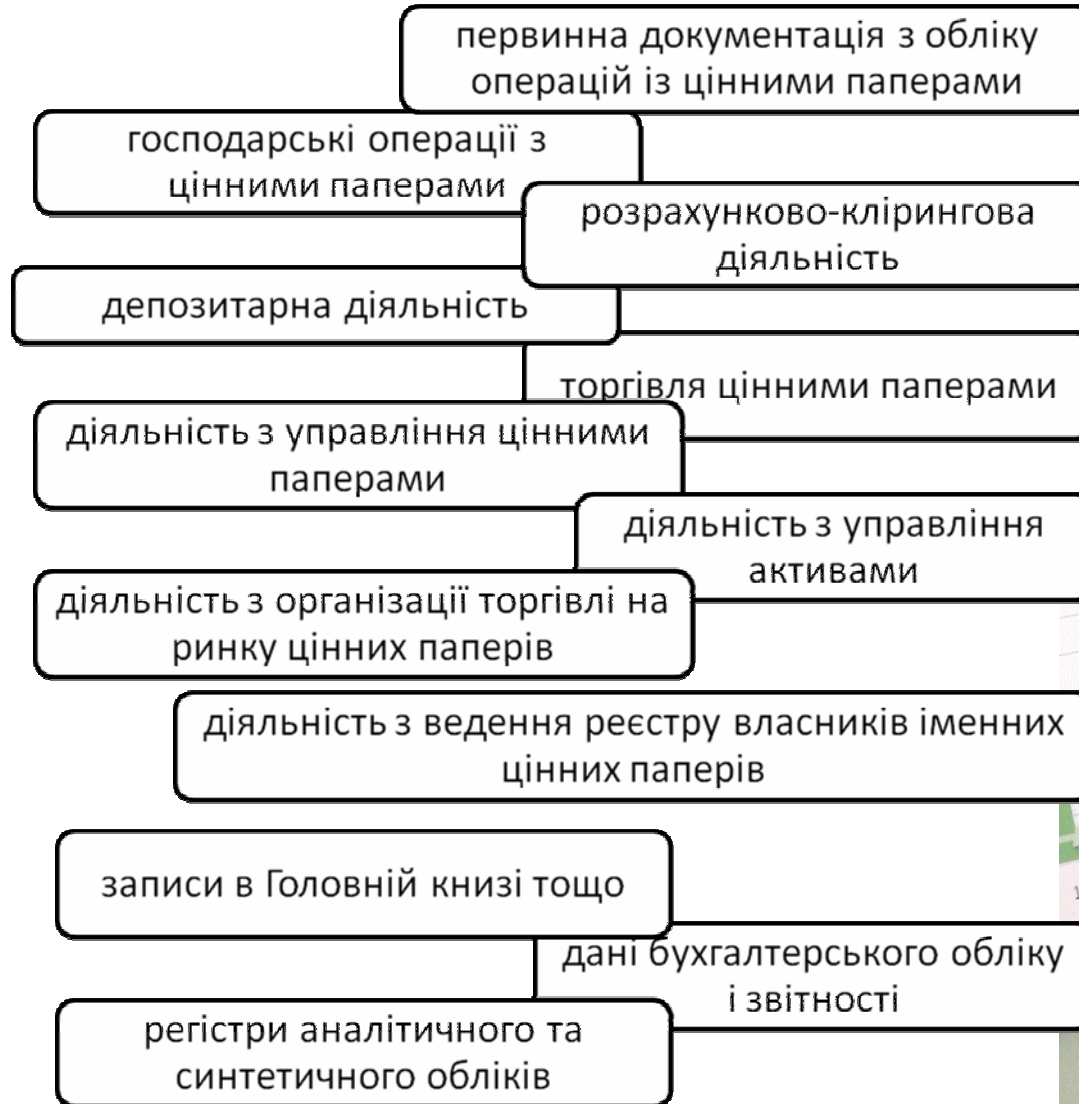 первинна документація з обліку
операцій із цінними паперами
господарські операції з
цінними паперами
розрахунково-клірингова
діяльність
депозитарна діяльність
торгівля цінними паперами
діяльність з управління цінними
паперами
діяльність з управління
активами
діяльність з організації торгівлі на
ринку цінних паперів
діяльність з ведення реєстру власників іменних
цінних паперів
записи в Головній книзі тощо
дані бухгалтерського обліку
і звітності
регістри аналітичного та
синтетичного обліків